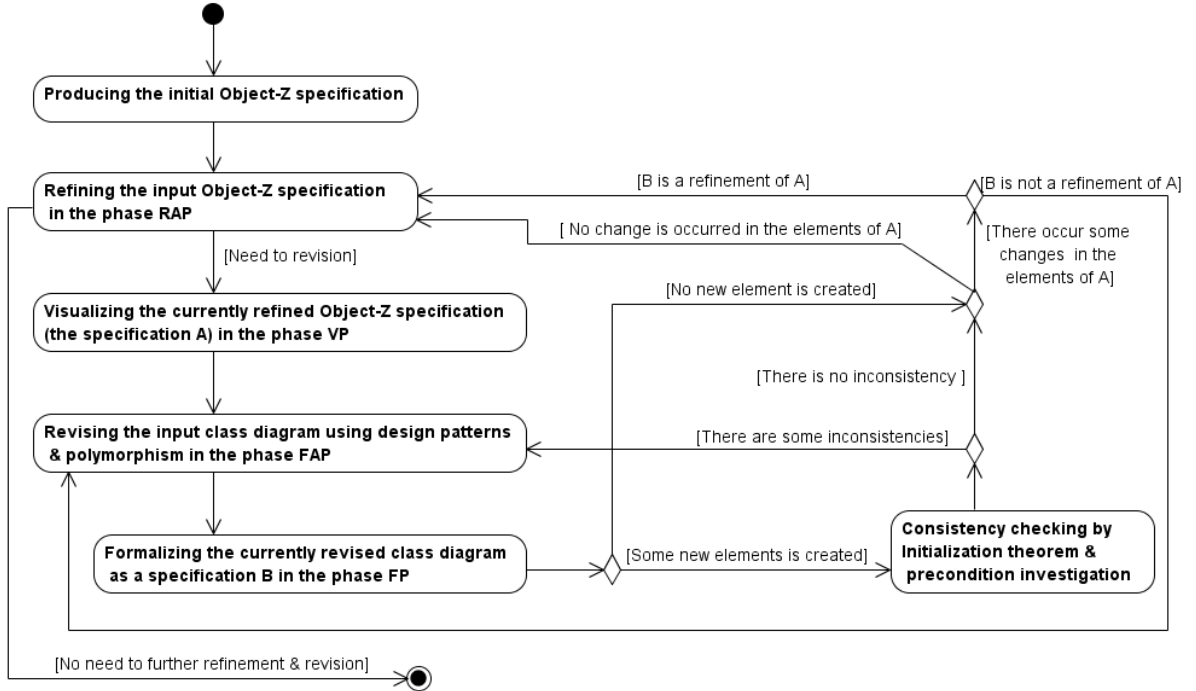 Producing the initial Object-Z specification
Refining the input Object-Z specification
in the phase RAP
[B is a refinement of A]
[B is not a refinement of A]
[ No change is occurred in the elements of A]
[There occur some
changes in the
elements of A]
[Need to revision]
[No new element is created]
Visualizing the currently refined Object-Z specification
(the specification A) in the phase VP
[There is no inconsistency ]
Revising the input class diagram using design patterns
& polymorphism in the phase FAP
[There are some inconsistencies]
Formalizing the currently revised class diagram
as a specification B in the phase FP
[Some new elements is created]
Consistency checking by
Initialization theorem &
precondition investigation
[No need to further refinement & revision]